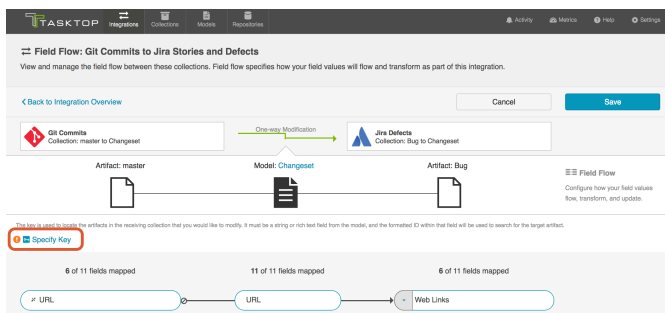 TASKTOP
Integrations
Collections
Models
Repositories
Activity
Metrics
Help
Settings
Field Flow: Git Commits to Jira Stories and Defects
View and manage the field flow between these collections. Field flow specifies how your field values will flow and transform as part of this integration.
Back to Integration Overview
Cancel
Save
Git Commits
Collection: master to Changeset
One-way Modification
Jira Defects
Collection: Bug to Changeset
Artifact: master
Model: Changeset
Artifact: Bug
Field Flow
Configure how your field values
flow, transform, and update.
The key is used to locate the artifacts in the receiving collection that you would like to modify. It must be a string or rich text field from the model, and the formatted ID within that field will be used to search for the target artifact.
Specify Key
6 of 11 fields mapped
11 of 11 fields mapped
6 of 11 fields mapped
URL
URL
Web Links